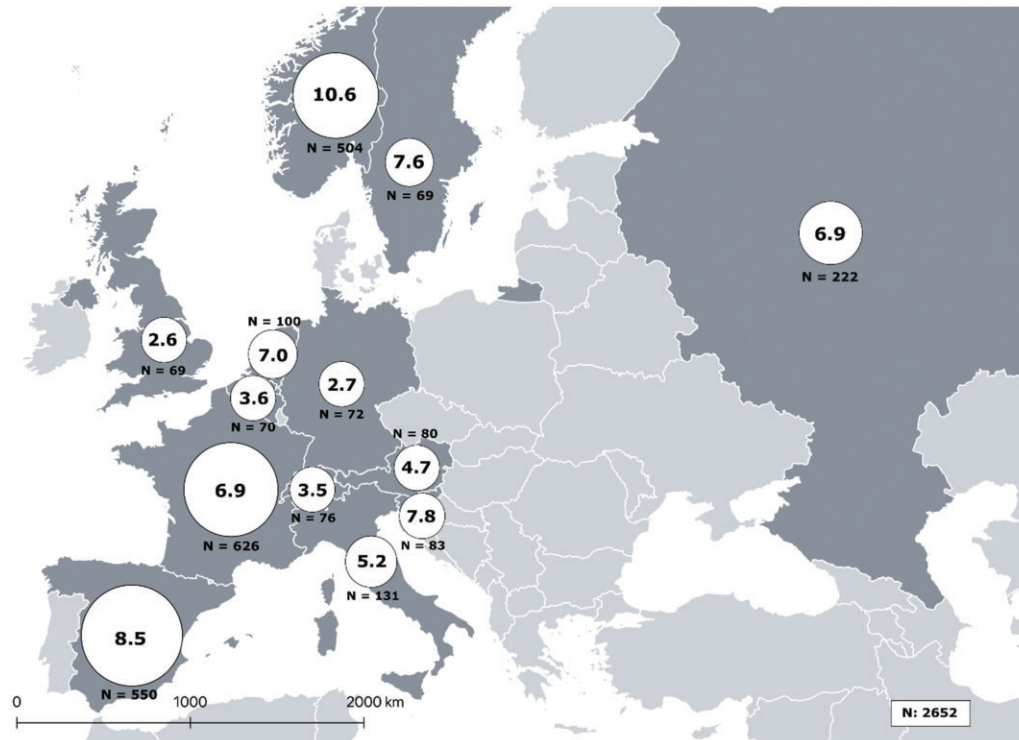 10.6
N = 504
7.6
N = 69
6.9
N = 222
2.6
N = 69
N = 100
7.0
3.6
N = 70
2.7
N = 72
N = 80
4.7
6.9
N = 626
3.5
N = 76
7.8
N = 83
5.2
N = 131
8.5
N = 550
0 1000 2000 km
N: 2652